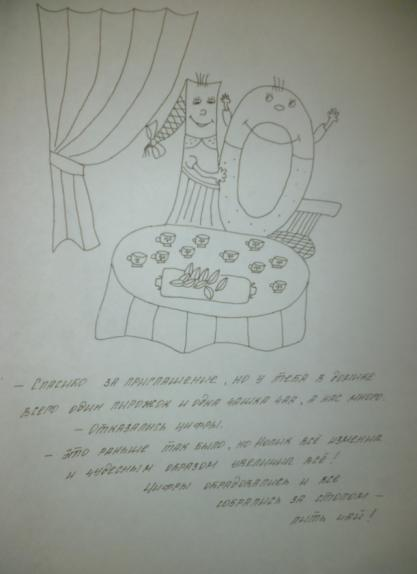 – Спасибо за приглашение, но у тебя в домике
всего один пирожок и одна чашка чая, а нас много.
– Отказались цифры.
– Это раньше так было, но Нолик всё изменил
и чудесным образом увеличил всё!
Цифры обрадовались и все
собрались за столом –
пить чай!